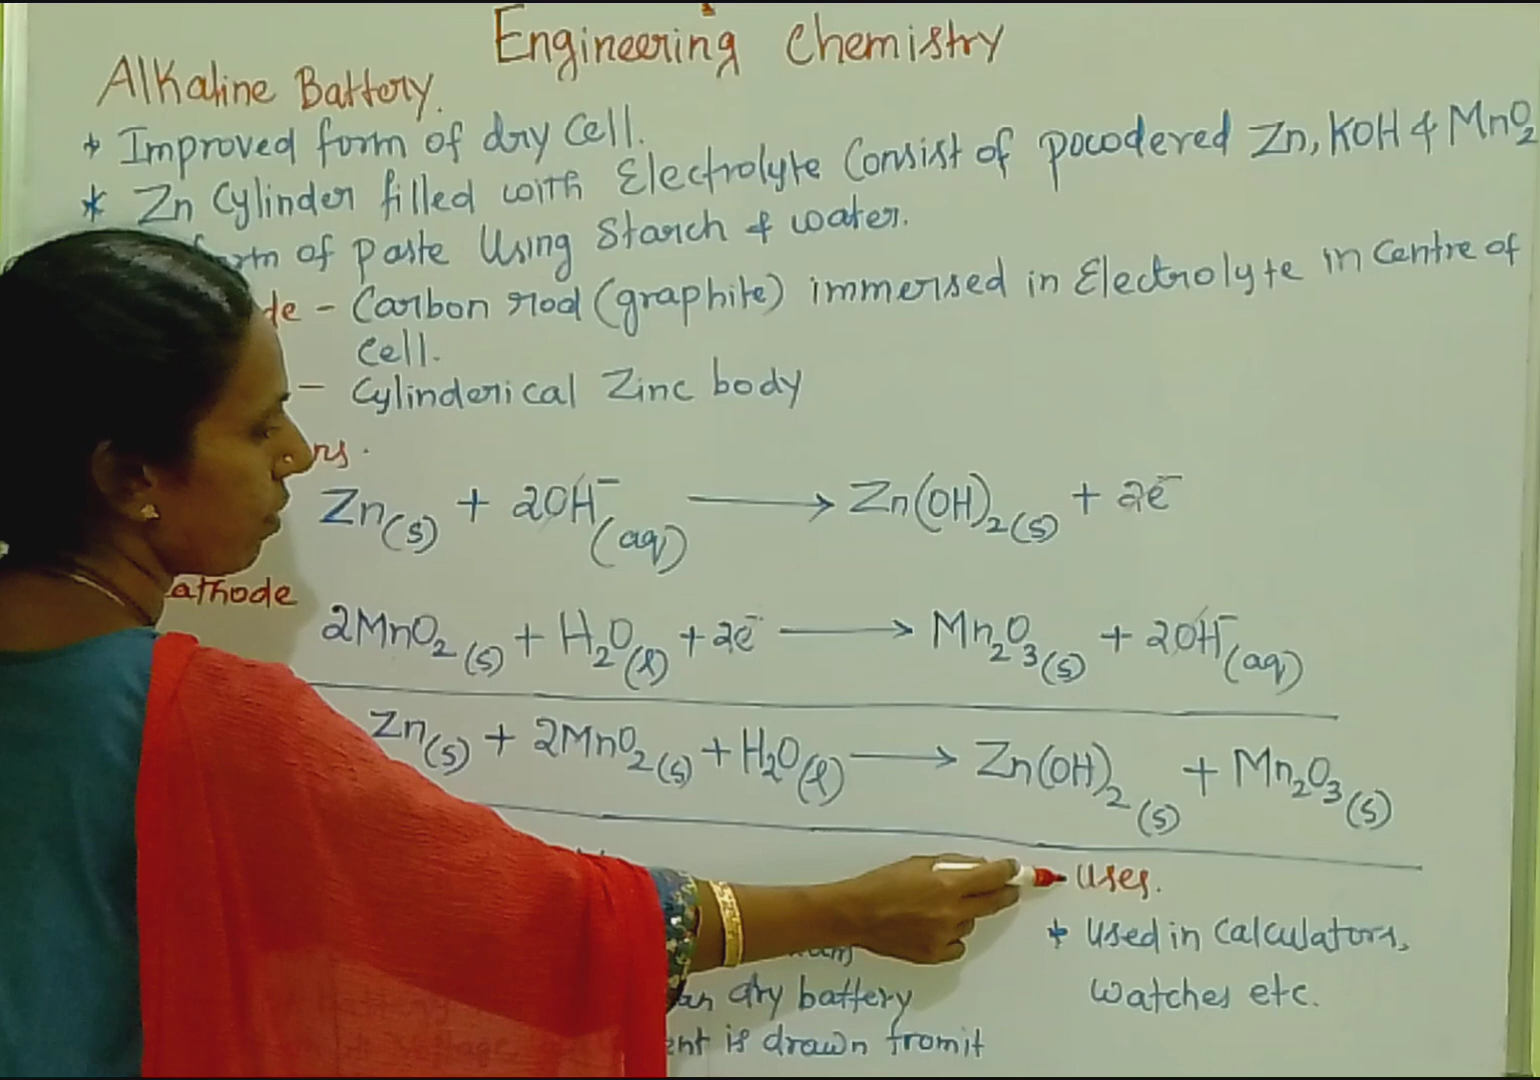 Engineering Chemistry
Alkaline Battery.
* Improved form of dry Cell.
* Zn Cylinder filled with Electrolyte Consist of powdered Zn, KOH & MnO₂
of paste Using Starch & water.
- Carbon rod (graphite) immersed in Electrolyte in Centre of
Cell.
- Cylinderical Zinc body
Zn(s) + 2OH⁻(aq) ⟶ Zn(OH)₂(s) + 2e⁻
2MnO₂(s) + H₂O(l) + 2e⁻ ⟶ Mn₂O₃(s) + 2OH⁻(aq)
Zn(s) + 2MnO₂(s) + H₂O(l) ⟶ Zn(OH)₂(s) + Mn₂O₃(s)
Uses.
* Used in Calculators,
Watches etc.
dry battery
is drawn from it